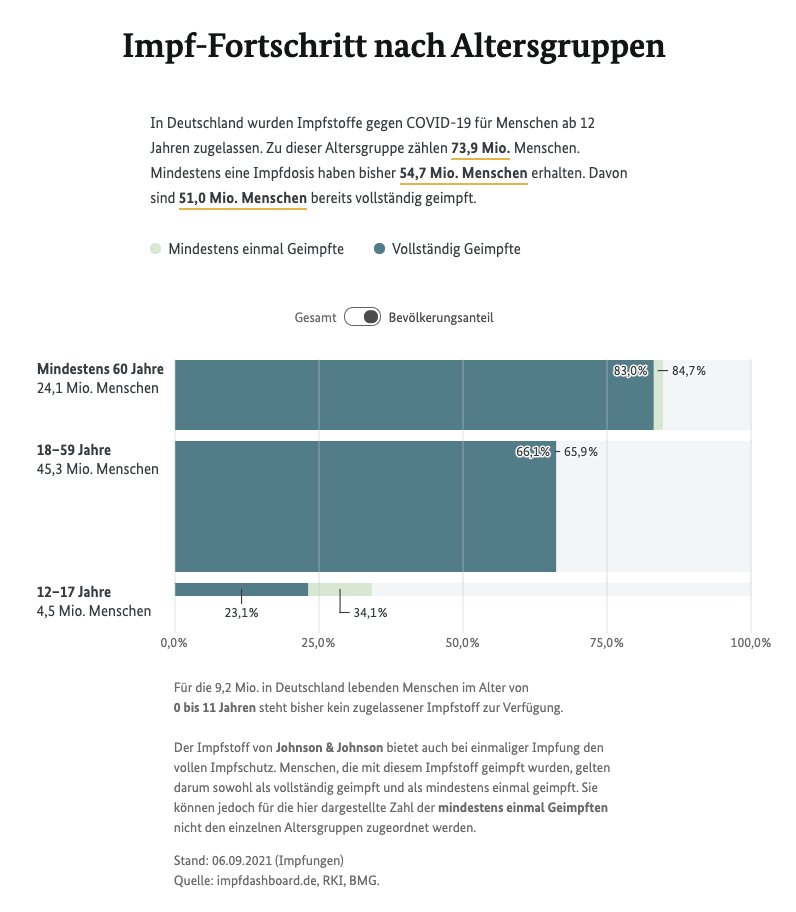 Impf-Fortschritt nach Altersgruppen
In Deutschland wurden Impfstoffe gegen COVID-19 für Menschen ab 12
Jahren zugelassen. Zu dieser Altersgruppe zählen 73,9 Mio. Menschen.
Mindestens eine Impfdosis haben bisher 54,7 Mio. Menschen erhalten. Davon
sind 51,0 Mio. Menschen bereits vollständig geimpft.
Mindestens einmal Geimpfte Vollständig Geimpfte
Gesamt Bevölkerungsanteil
Mindestens 60 Jahre 83,0% 84,7%
24,1 Mio. Menschen
18–59 Jahre 66,1% 65,9%
45,3 Mio. Menschen
12–17 Jahre
4,5 Mio. Menschen 23,1% 34,1%
0,0% 25,0% 50,0% 75,0% 100,0%
Für die 9,2 Mio. in Deutschland lebenden Menschen im Alter von
0 bis 11 Jahren steht bisher kein zugelassener Impfstoff zur Verfügung.
Der Impfstoff von Johnson & Johnson bietet auch bei einmaliger Impfung den
vollen Impfschutz. Menschen, die mit diesem Impfstoff geimpft wurden, gelten
darum sowohl als vollständig geimpft und als mindestens einmal geimpft. Sie
können jedoch für die hier dargestellte Zahl der mindestens einmal Geimpften
nicht den einzelnen Altersgruppen zugeordnet werden.
Stand: 06.09.2021 (Impfungen)
Quelle: impfdashboard.de, RKI, BMG.